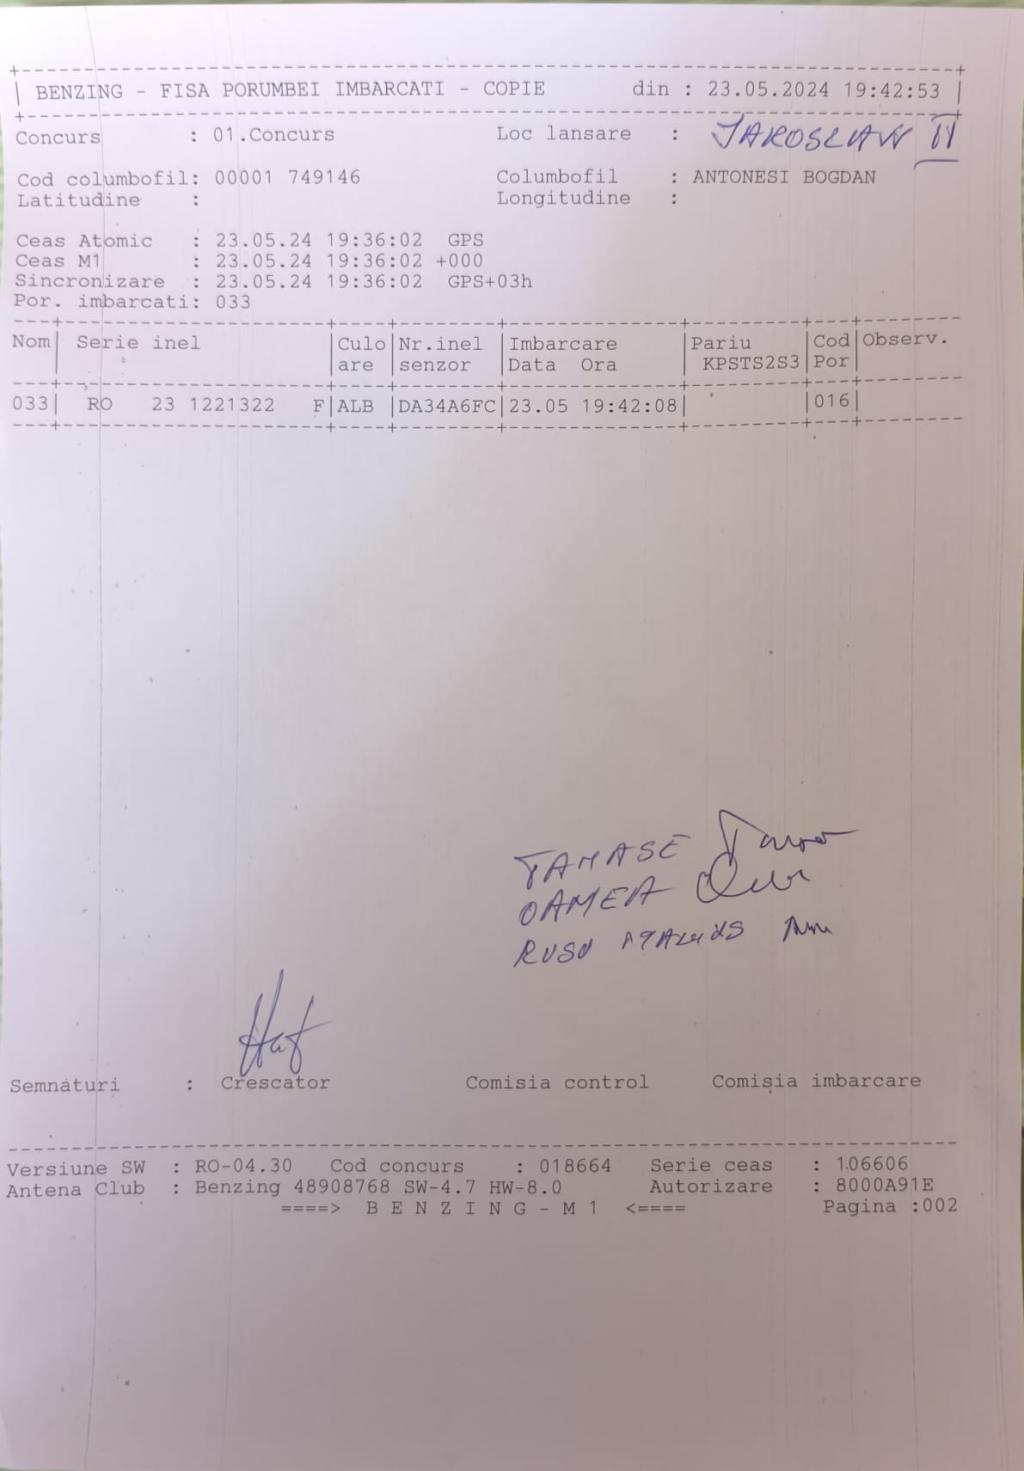 BENZING - FISA PORUMBEI IMBARCATI - COPIE din : 23.05.2024 19:42:53
Concurs : 01.Concurs Loc lansare : JAROSLAW II
Cod columbofil: 00001 749146 Columbofil : ANTONESI BOGDAN
Latitudine : Longitudine :
Ceas Atomic : 23.05.24 19:36:02 GPS
Ceas M1 : 23.05.24 19:36:02 +000
Sincronizare : 23.05.24 19:36:02 GPS+03h
Por. imbarcati: 033
Nom| Serie inel |Culo|Nr.inel |Imbarcare |Pariu |Cod|Observ.
|are |senzor |Data Ora | KPSTS2S3|Por|
033| RO 23 1221322 F|ALB |DA34A6FC|23.05 19:42:08| |016|
TAMASE
OAMEA
RUSU
Semnaturi : Crescator Comisia control Comisia imbarcare
Versiune SW : RO-04.30 Cod concurs : 018664 Serie ceas : 106606
Antena Club : Benzing 48908768 SW-4.7 HW-8.0 Autorizare : 8000A91E
====> B E N Z I N G - M 1 <==== Pagina :002